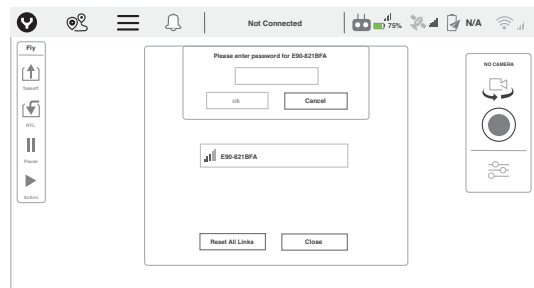 Not Connected
75%
N/A
Fly
Takeoff
RTL
Pause
Action
Please enter password for E90-821BFA
ok
Cancel
E90-821BFA
Reset All Links
Close
NO CAMERA